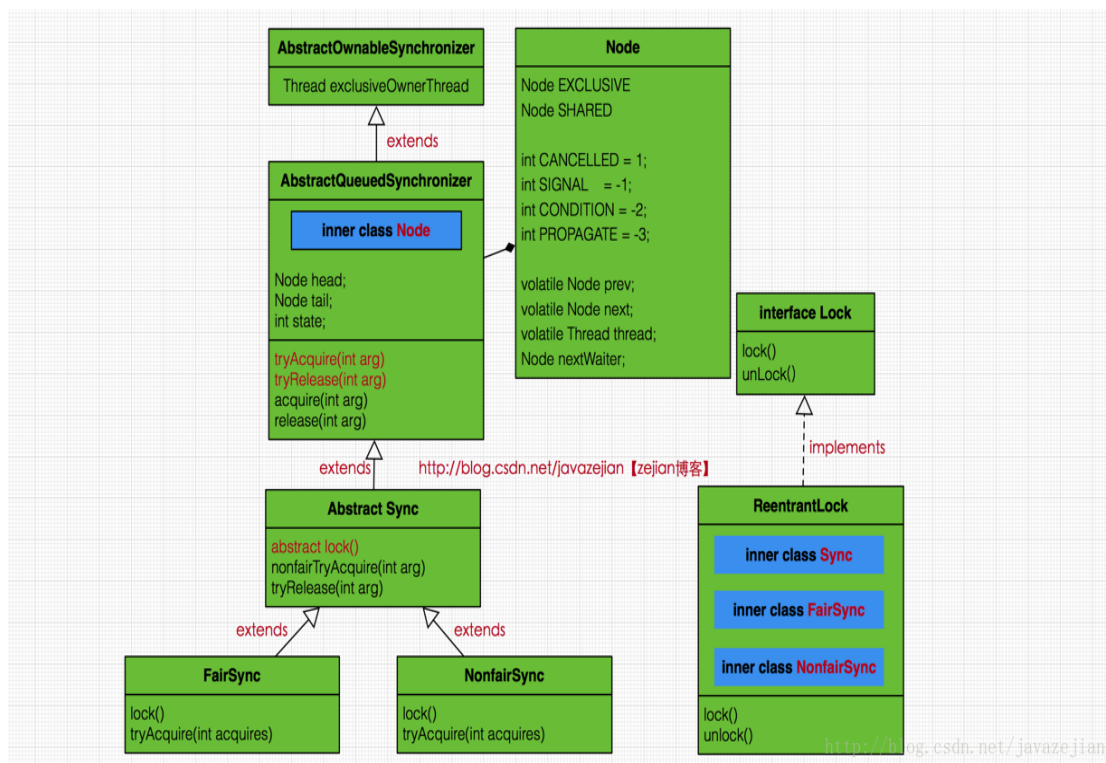 AbstractOwnableSynchronizer
Thread exclusiveOwnerThread
extends
AbstractQueuedSynchronizer
inner class Node
Node head;
Node tail;
int state;
tryAcquire(int arg)
tryRelease(int arg)
acquire(int arg)
release(int arg)
Node
Node EXCLUSIVE
Node SHARED
int CANCELLED = 1;
int SIGNAL = -1;
int CONDITION = -2;
int PROPAGATE = -3;
volatile Node prev;
volatile Node next;
volatile Thread thread;
Node nextWaiter;
interface Lock
lock()
unLock()
implements
extends
http://blog.csdn.net/javazejian【zejian博客】
Abstract Sync
abstract lock()
nonfairTryAcquire(int arg)
tryRelease(int arg)
extends
extends
FairSync
lock()
tryAcquire(int acquires)
NonfairSync
lock()
tryAcquire(int acquires)
ReentrantLock
inner class Sync
inner class FairSync
inner class NonfairSync
lock()
unlock()
http://blog.csdn.net/javazejian